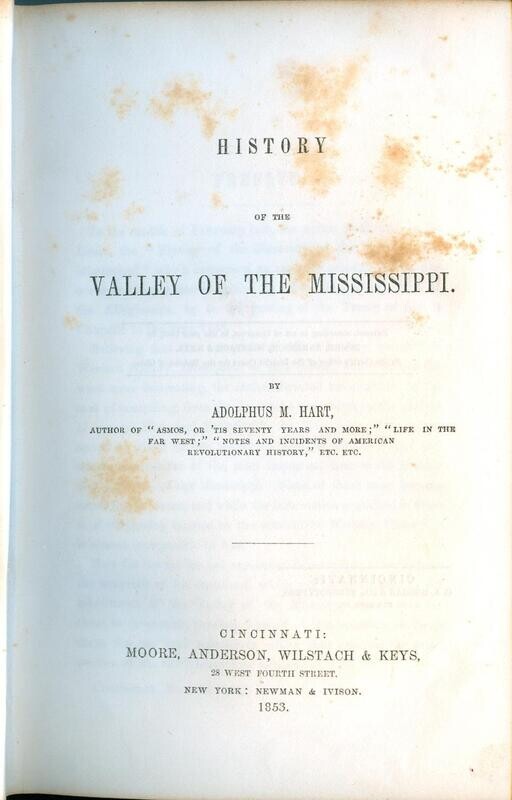 HISTORY
OF THE
VALLEY OF THE MISSISSIPPI.
BY
ADOLPHUS M. HART,
AUTHOR OF "ASMOS, OR 'TIS SEVENTY YEARS AND MORE;" "LIFE IN THE
FAR WEST;" "NOTES AND INCIDENTS OF AMERICAN
REVOLUTIONARY HISTORY," ETC. ETC.
CINCINNATI:
MOORE, ANDERSON, WILSTACH & KEYS,
28 WEST FOURTH STREET.
NEW YORK: NEWMAN & IVISON.
1853.